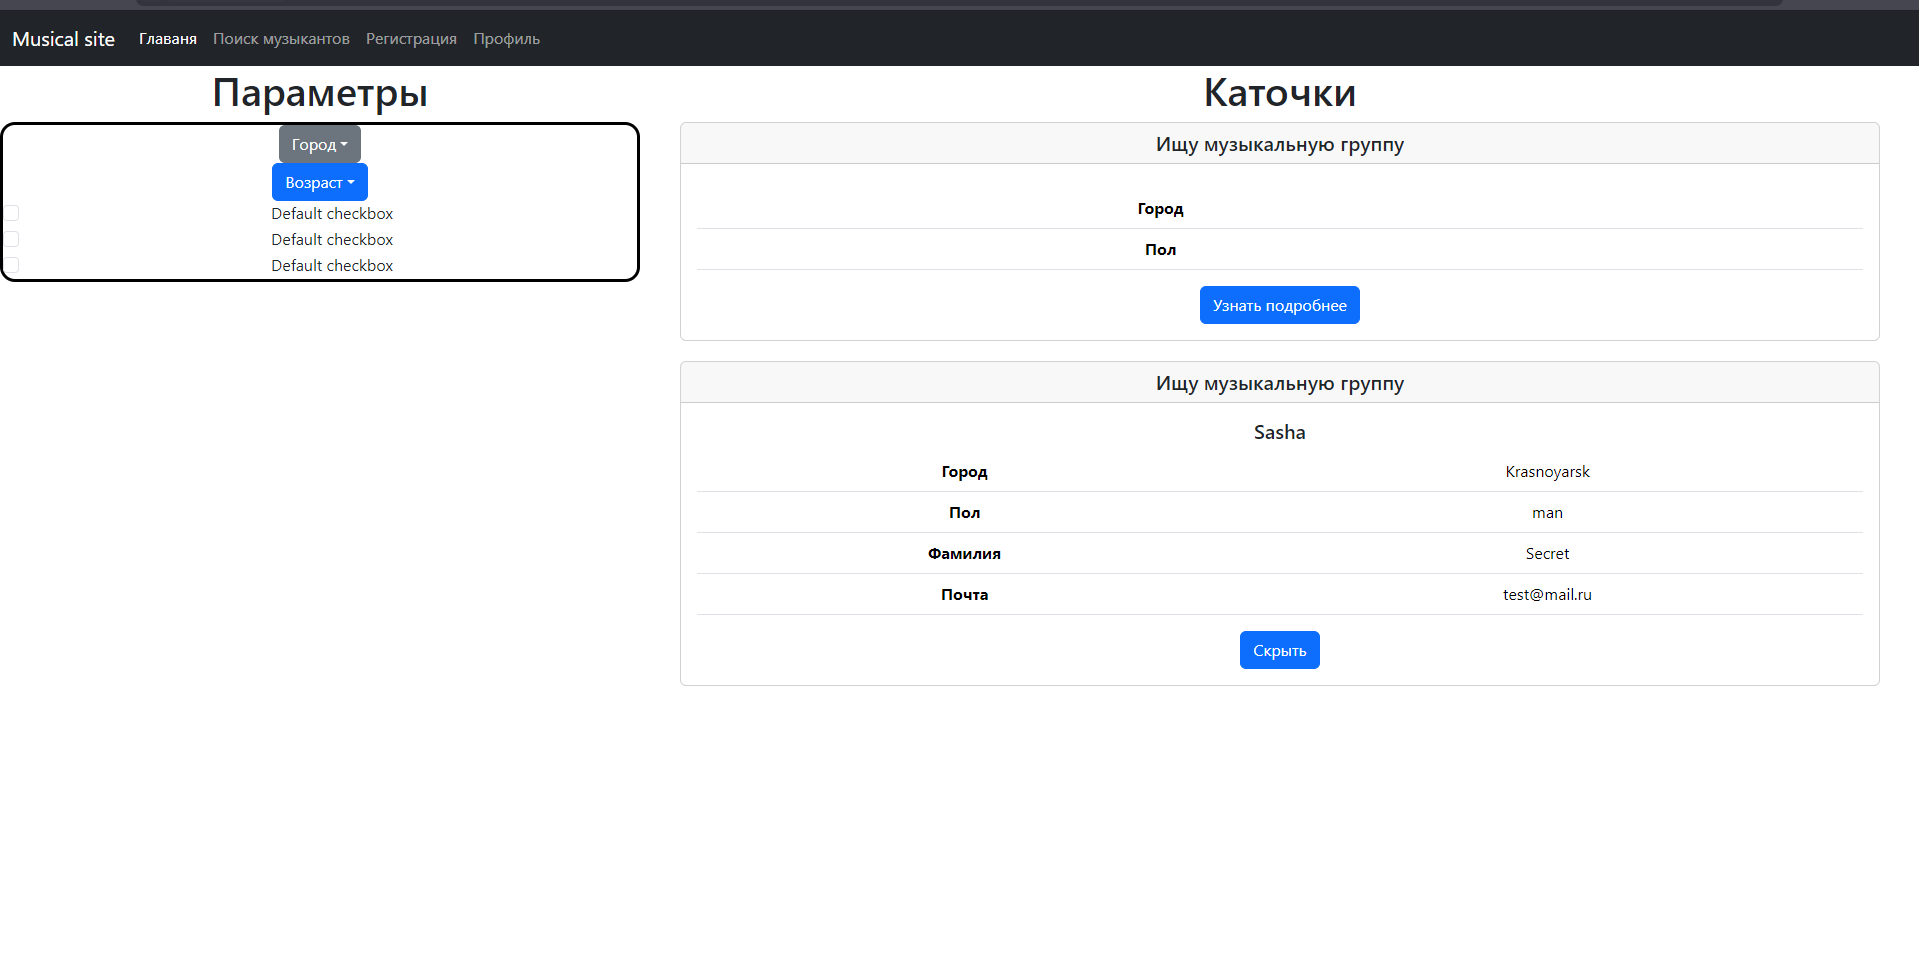 Musical site Главаня Поиск музыкантов Регистрация Профиль
Параметры
Город
Возраст
Default checkbox
Default checkbox
Default checkbox
Каточки
Ищу музыкальную группу
Город
Пол
Узнать подробнее
Ищу музыкальную группу
Sasha
Город Krasnoyarsk
Пол man
Фамилия Secret
Почта test@mail.ru
Скрыть